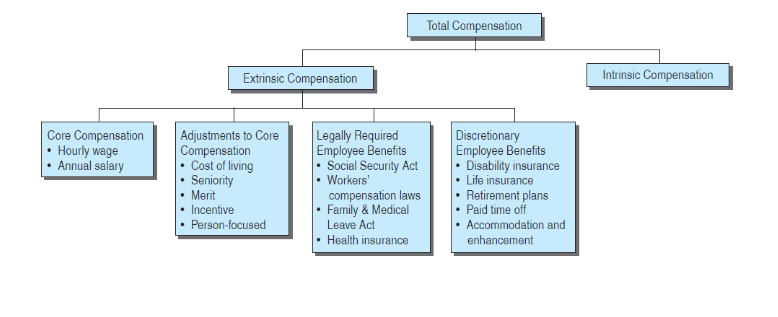 Total Compensation
Extrinsic Compensation
Intrinsic Compensation
Core Compensation
• Hourly wage
• Annual salary
Adjustments to Core
Compensation
• Cost of living
• Seniority
• Merit
• Incentive
• Person-focused
Legally Required
Employee Benefits
• Social Security Act
• Workers'
compensation laws
• Family & Medical
Leave Act
• Health insurance
Discretionary
Employee Benefits
• Disability insurance
• Life insurance
• Retirement plans
• Paid time off
• Accommodation and
enhancement